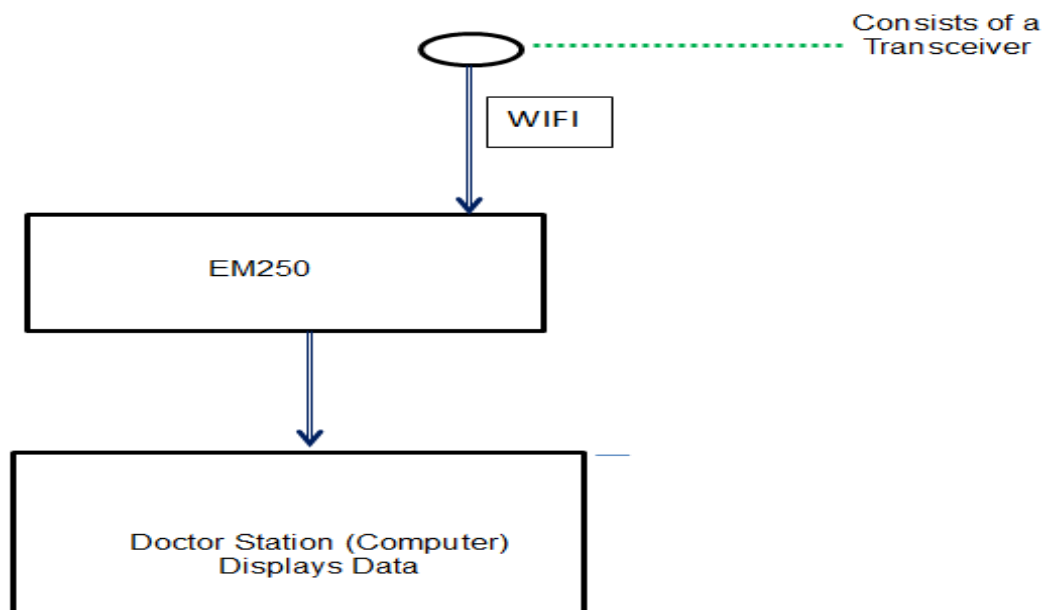 Consists of a
Transceiver
WIFI
EM250
Doctor Station (Computer)
Displays Data